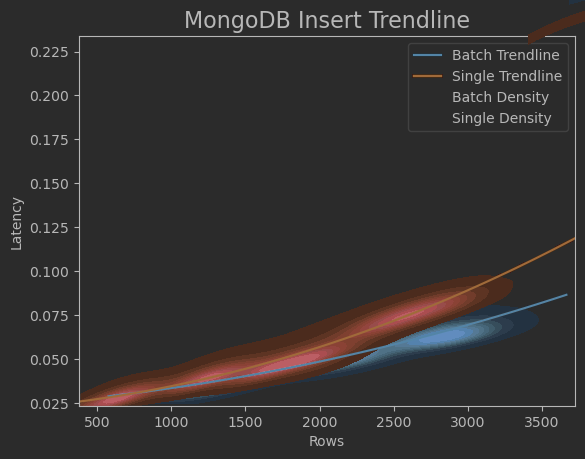 MongoDB Insert Trendline
Batch Trendline
Single Trendline
Batch Density
Single Density
0.225
0.200
0.175
0.150
0.125
0.100
0.075
0.050
0.025
Latency
500 1000 1500 2000 2500 3000 3500
Rows